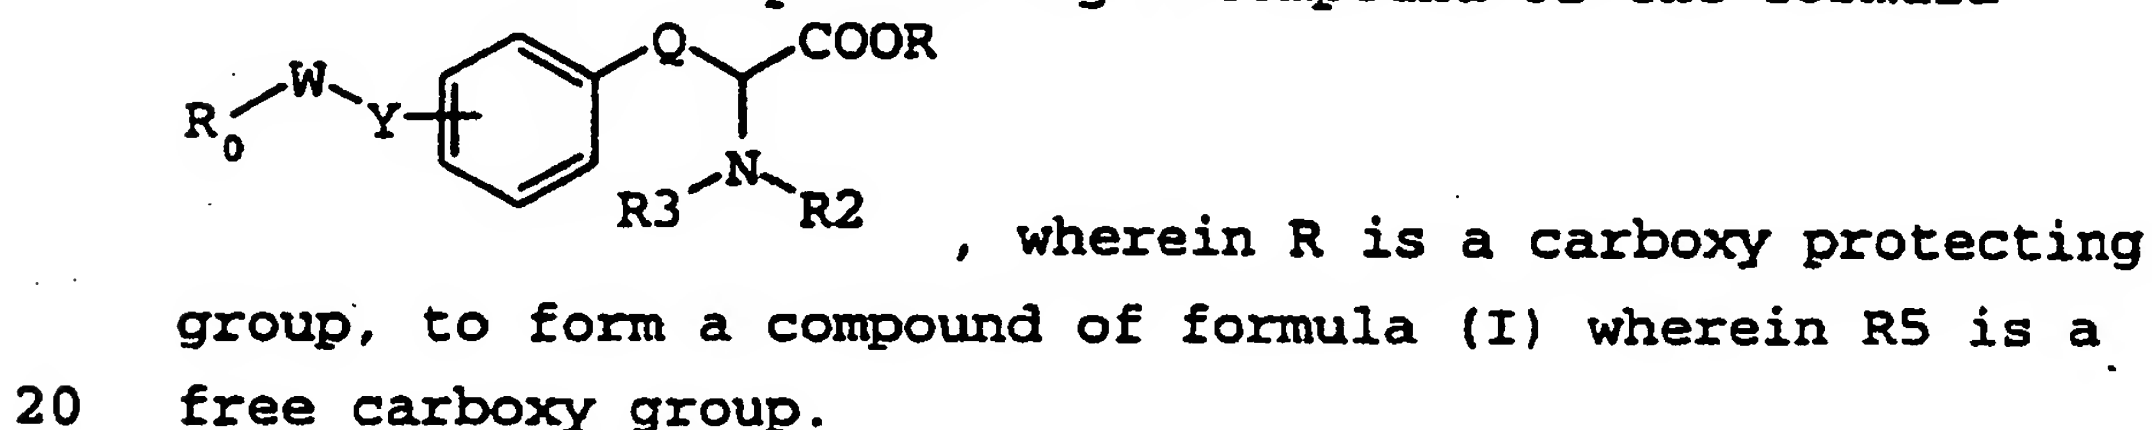 Q COOR
W
R0 Y
N
R3 R2
, wherein R is a carboxy protecting
group, to form a compound of formula (I) wherein R5 is a
20 free carboxy group.